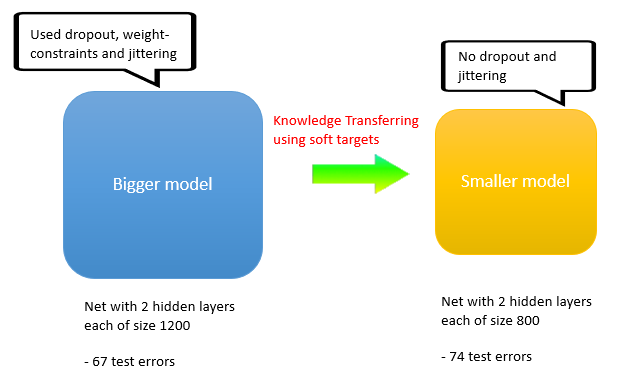 Used dropout, weight-
constraints and jittering
No dropout and
jittering
Knowledge Transferring
using soft targets
Bigger model
Smaller model
Net with 2 hidden layers
each of size 1200
- 67 test errors
Net with 2 hidden layers
each of size 800
- 74 test errors